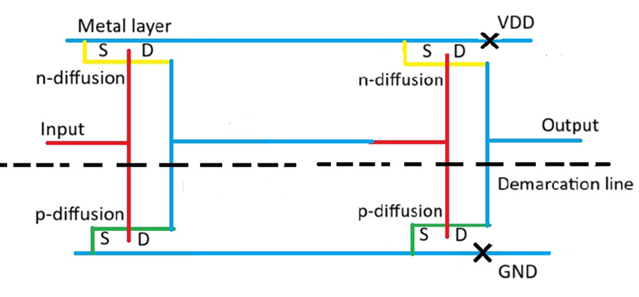 Metal layer
VDD
S D
S D
n-diffusion
n-diffusion
Input
Output
Demarcation line
p-diffusion
p-diffusion
S D
S D
GND